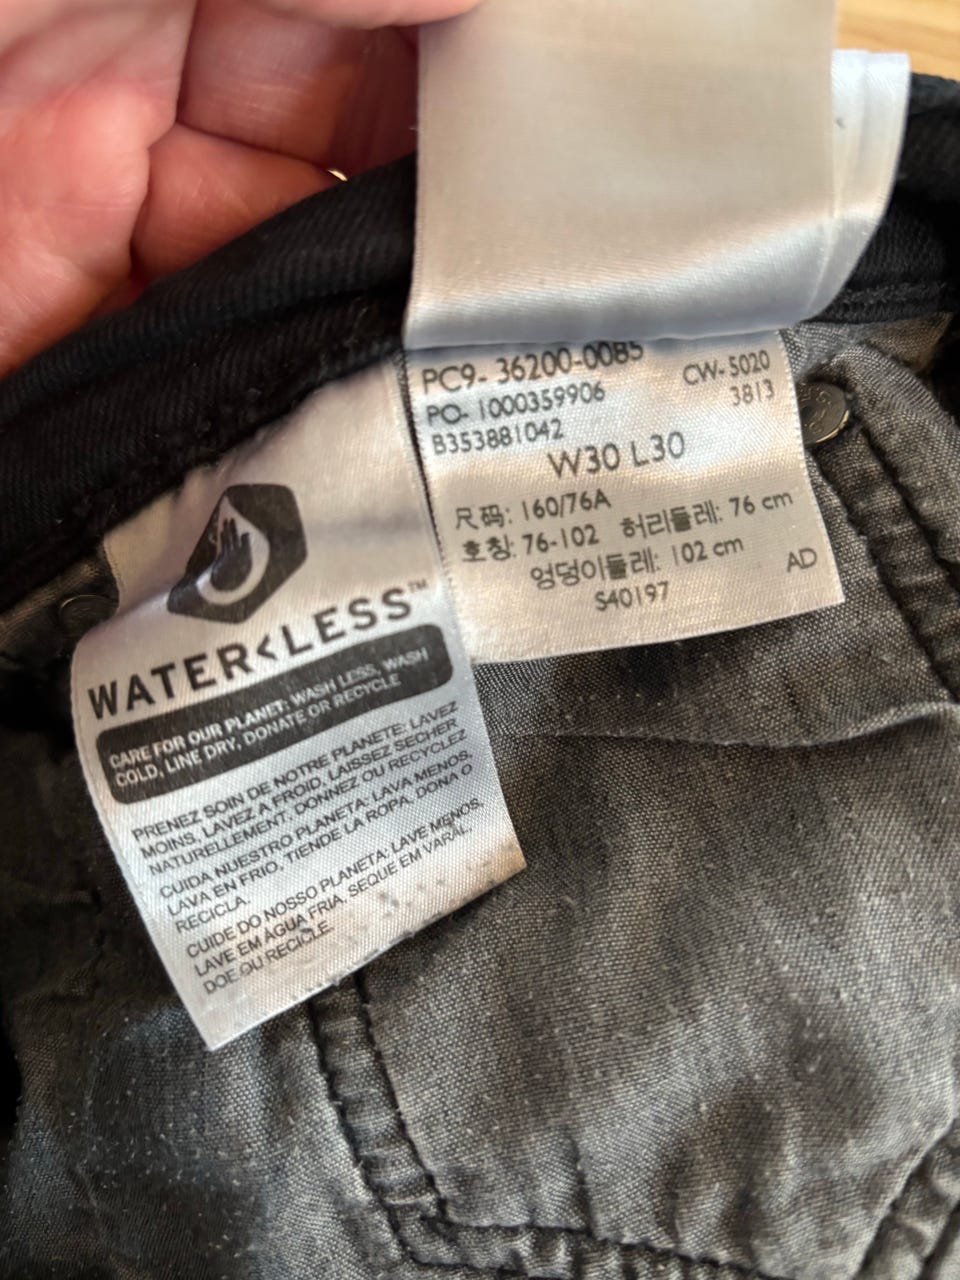 PC9- 36200-0085
PO- 1000359906
B353881042
CW- 5020
3813
W30 L30
尺码: 160/76A
호칭: 76-102 허리둘레: 76 cm
엉덩이둘레: 102 cm
S40197
AD
WATER<LESS™
CARE FOR OUR PLANET: WASH LESS, WASH
COLD, LINE DRY, DONATE OR RECYCLE
PRENEZ SOIN DE NOTRE PLANETE: LAVEZ
MOINS, LAVEZ A FROID, LAISSEZ SECHER
NATURELLEMENT, DONNEZ OU RECYCLEZ
CUIDA NUESTRO PLANETA: LAVA MENOS,
LAVA EN FRIO, TIENDE LA ROPA, DONA O
RECICLA.
CUIDE DO NOSSO PLANETA: LAVE MENOS,
LAVE EM ÁGUA FRIA. SEQUE EM VARAL.
DOE OU RECICLE.